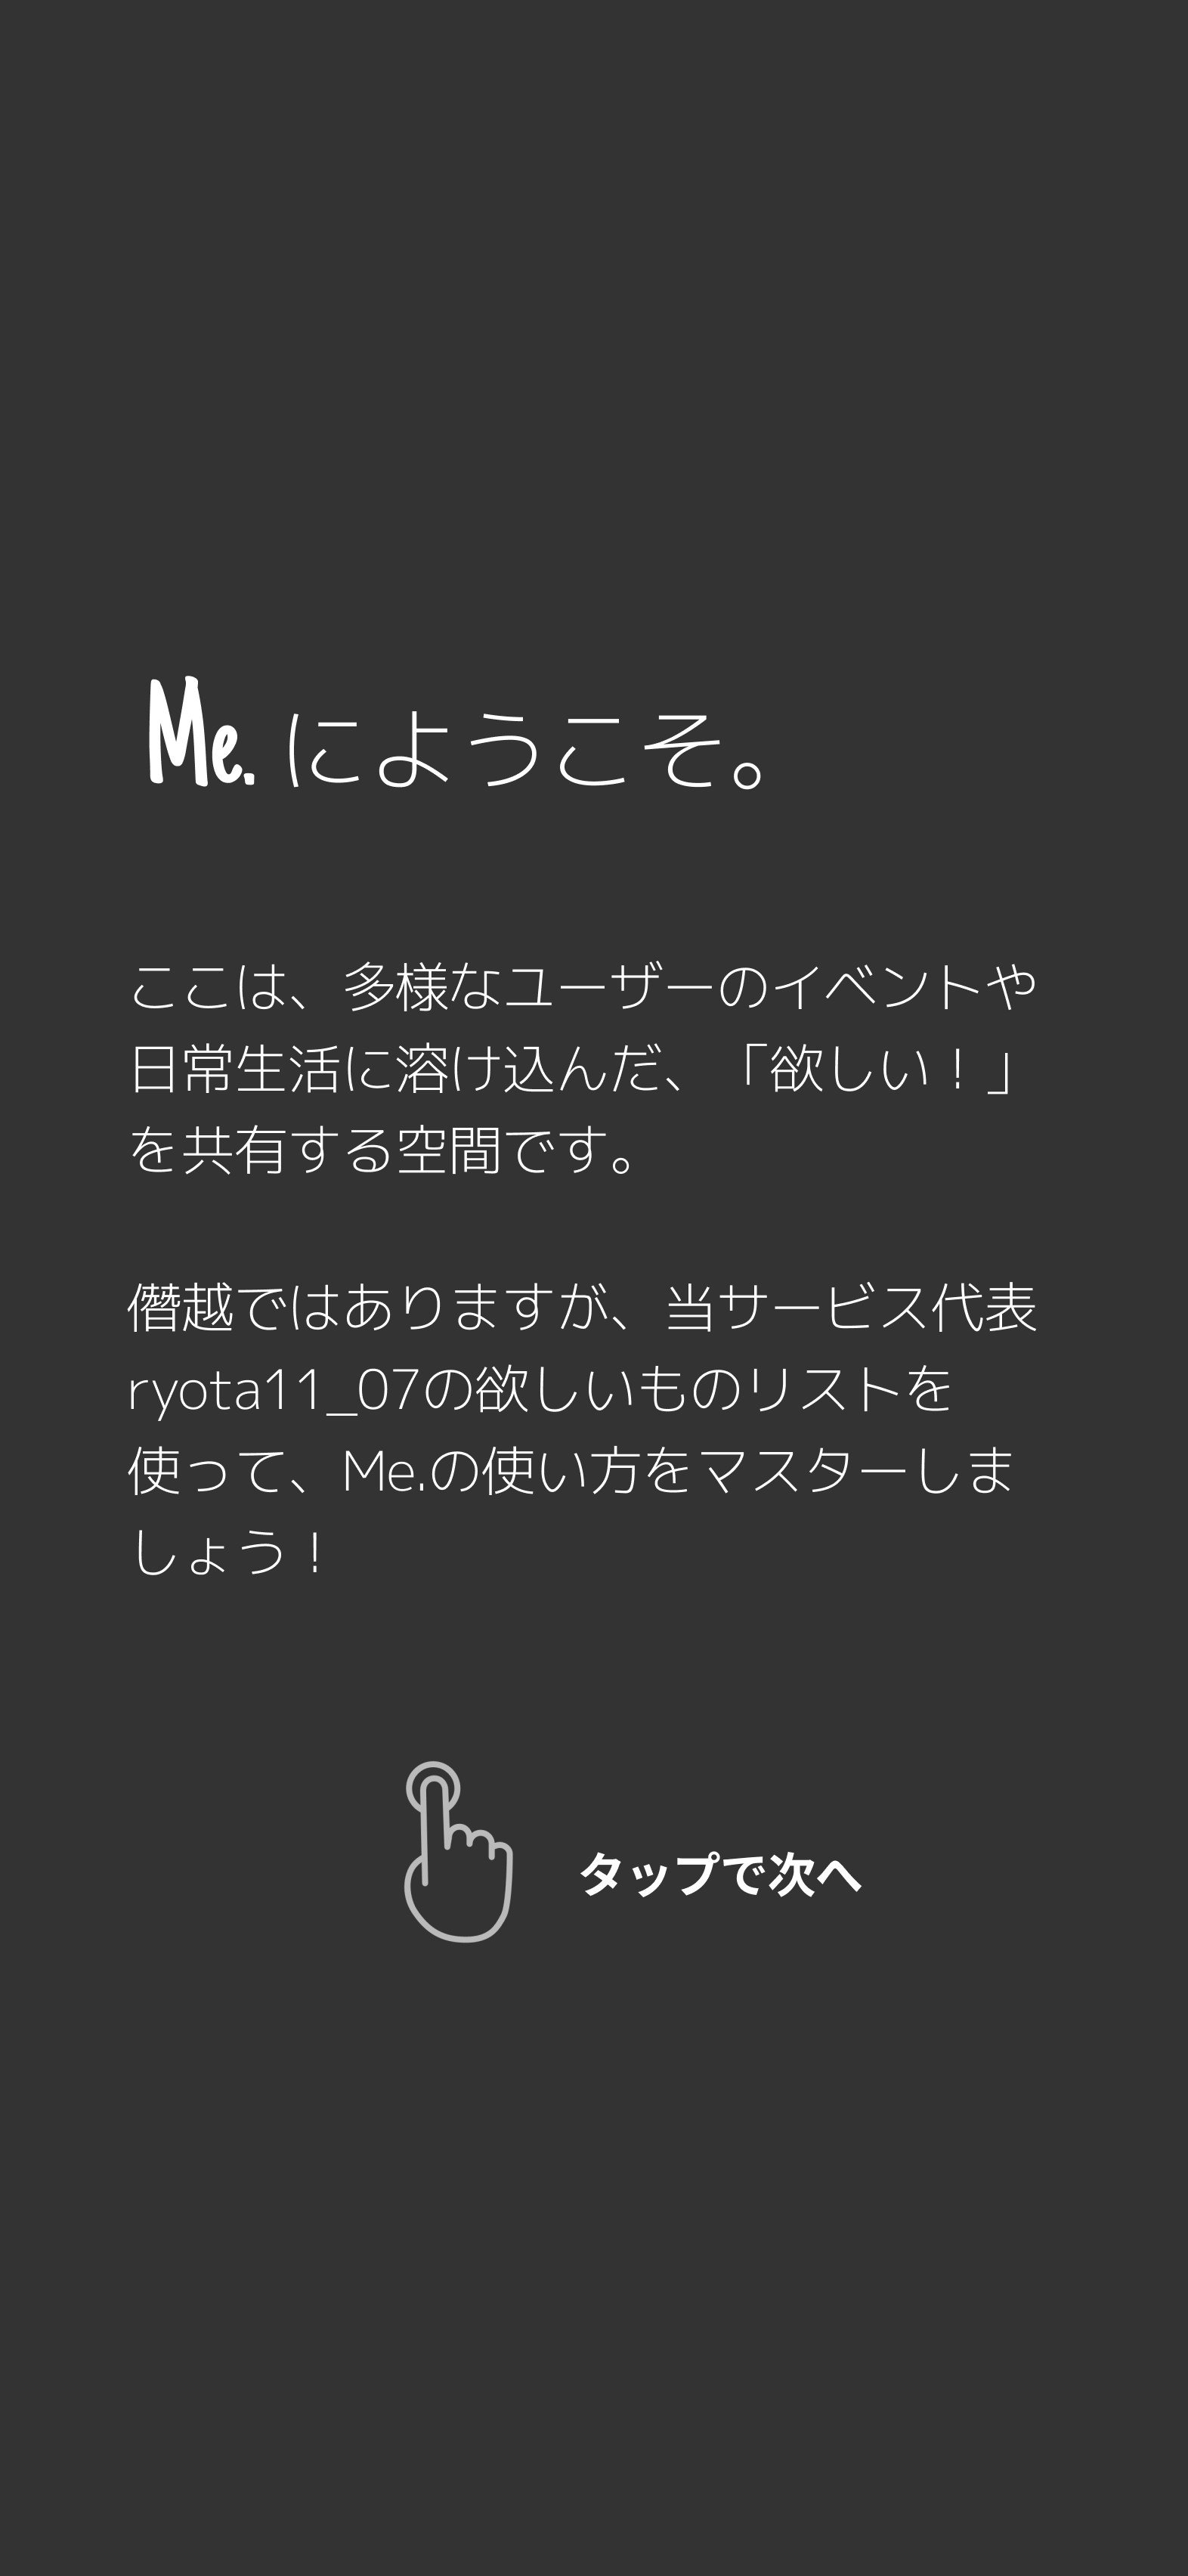 Me. にようこそ。
ここは、多様なユーザーのイベントや
日常生活に溶け込んだ、「欲しい！」
を共有する空間です。
僭越ではありますが、当サービス代表
ryota11_07の欲しいものリストを
使って、Me.の使い方をマスターしま
しょう！
タップで次へ